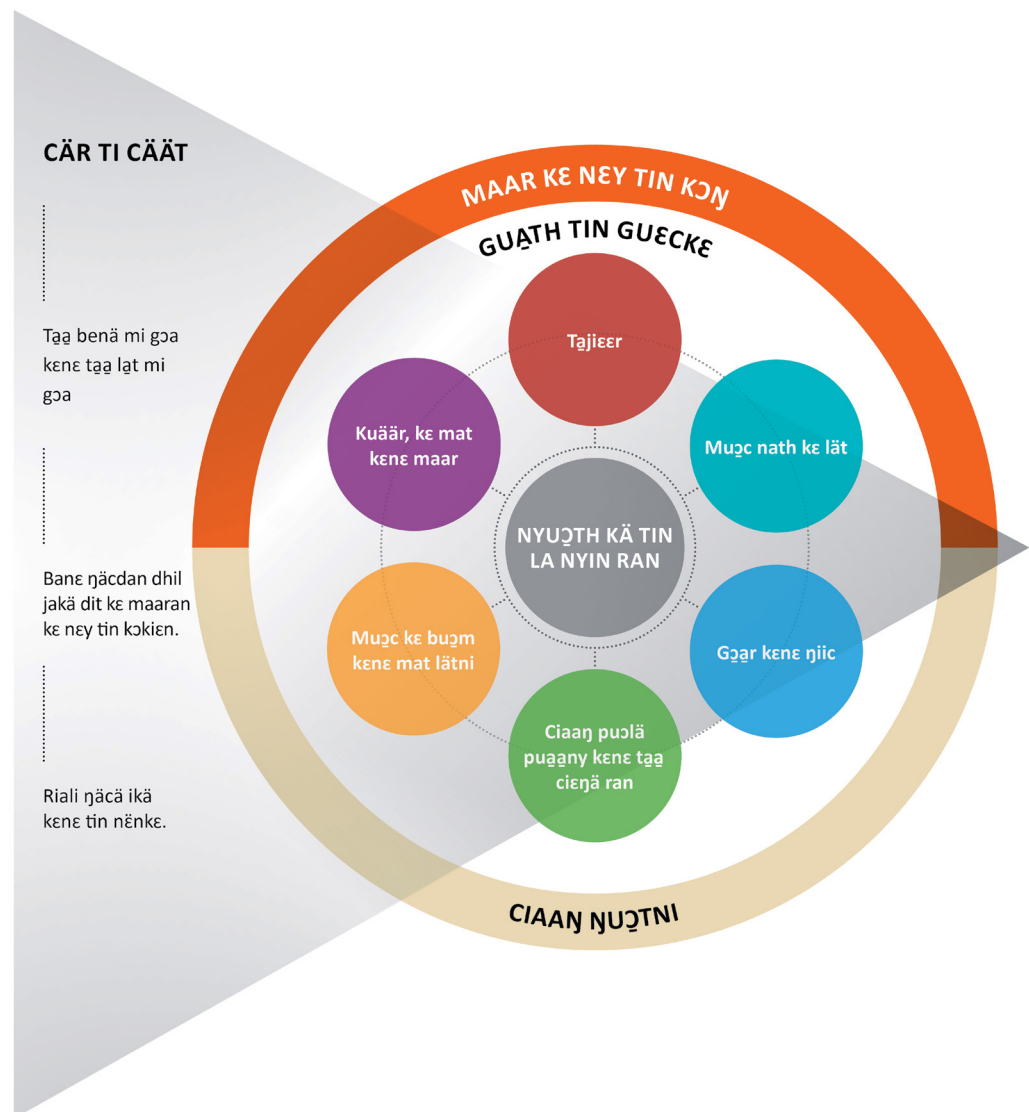 CÄR TI CÄÄT
Ta̱a̱ benä mi gɔa
kɛnɛ ta̱a̱ la̱t mi
gɔa
Banɛ ŋäcdan dhil
jakä dit kɛ maaran
kɛ nɛy tin kɔkiɛn.
Riali ŋäcä ikä
kɛnɛ tin nënkɛ.
MAAR KƐ NƐY TIN KƆŊ
GUA̱TH TIN GUƐCKƐ
Ta̱jiɛɛr
Kuäär, kɛ mat
kɛnɛ maar
Muɔ̱c nath kɛ lät
NYUƆ̱TH KÄ TIN
LA NYIN RAN
Muɔ̱c kɛ buɔ̱m
kɛnɛ mat lätni
Gɔ̱a̱r kɛnɛ ŋiic
Ciaaŋ puɔlä
pua̱a̱ny kɛnɛ ta̱a̱
ciɛŋä ran
CIAAŊ ŊUƆ̱TNI